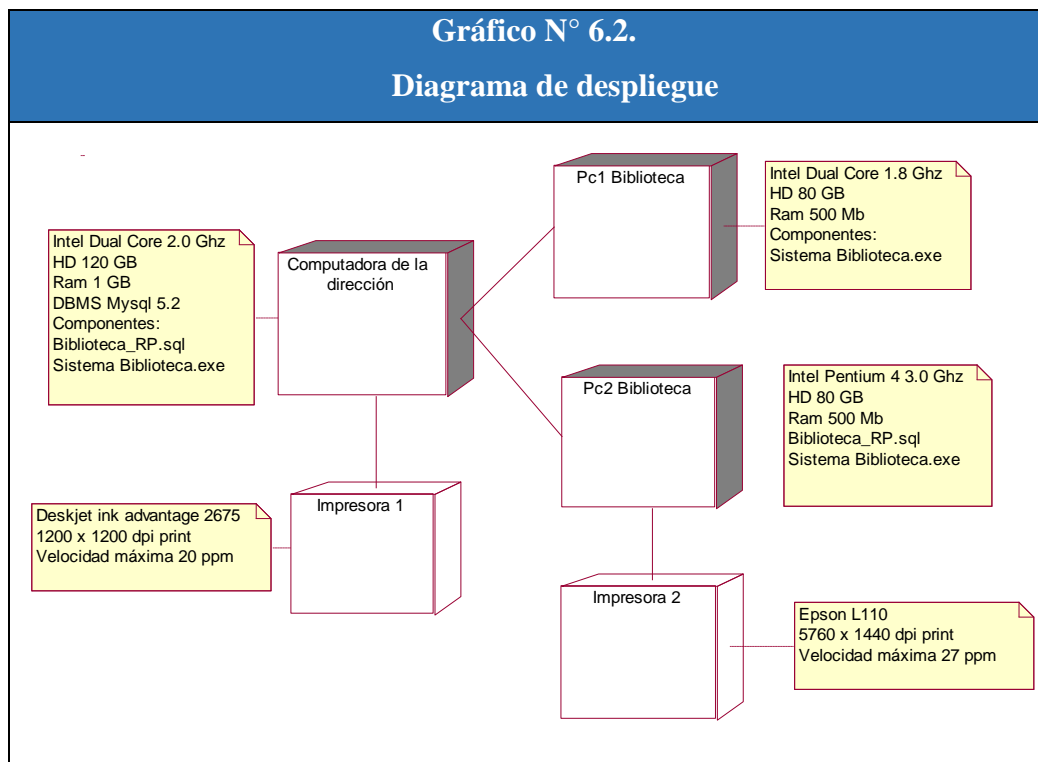 Gráfico N° 6.2.
Diagrama de despliegue
Intel Dual Core 2.0 Ghz
HD 120 GB
Ram 1 GB
DBMS Mysql 5.2
Componentes:
Biblioteca_RP.sql
Sistema Biblioteca.exe
Computadora de la
dirección
Pc1 Biblioteca
Intel Dual Core 1.8 Ghz
HD 80 GB
Ram 500 Mb
Componentes:
Sistema Biblioteca.exe
Pc2 Biblioteca
Intel Pentium 4 3.0 Ghz
HD 80 GB
Ram 500 Mb
Biblioteca_RP.sql
Sistema Biblioteca.exe
Deskjet ink advantage 2675
1200 x 1200 dpi print
Velocidad máxima 20 ppm
Impresora 1
Impresora 2
Epson L110
5760 x 1440 dpi print
Velocidad máxima 27 ppm